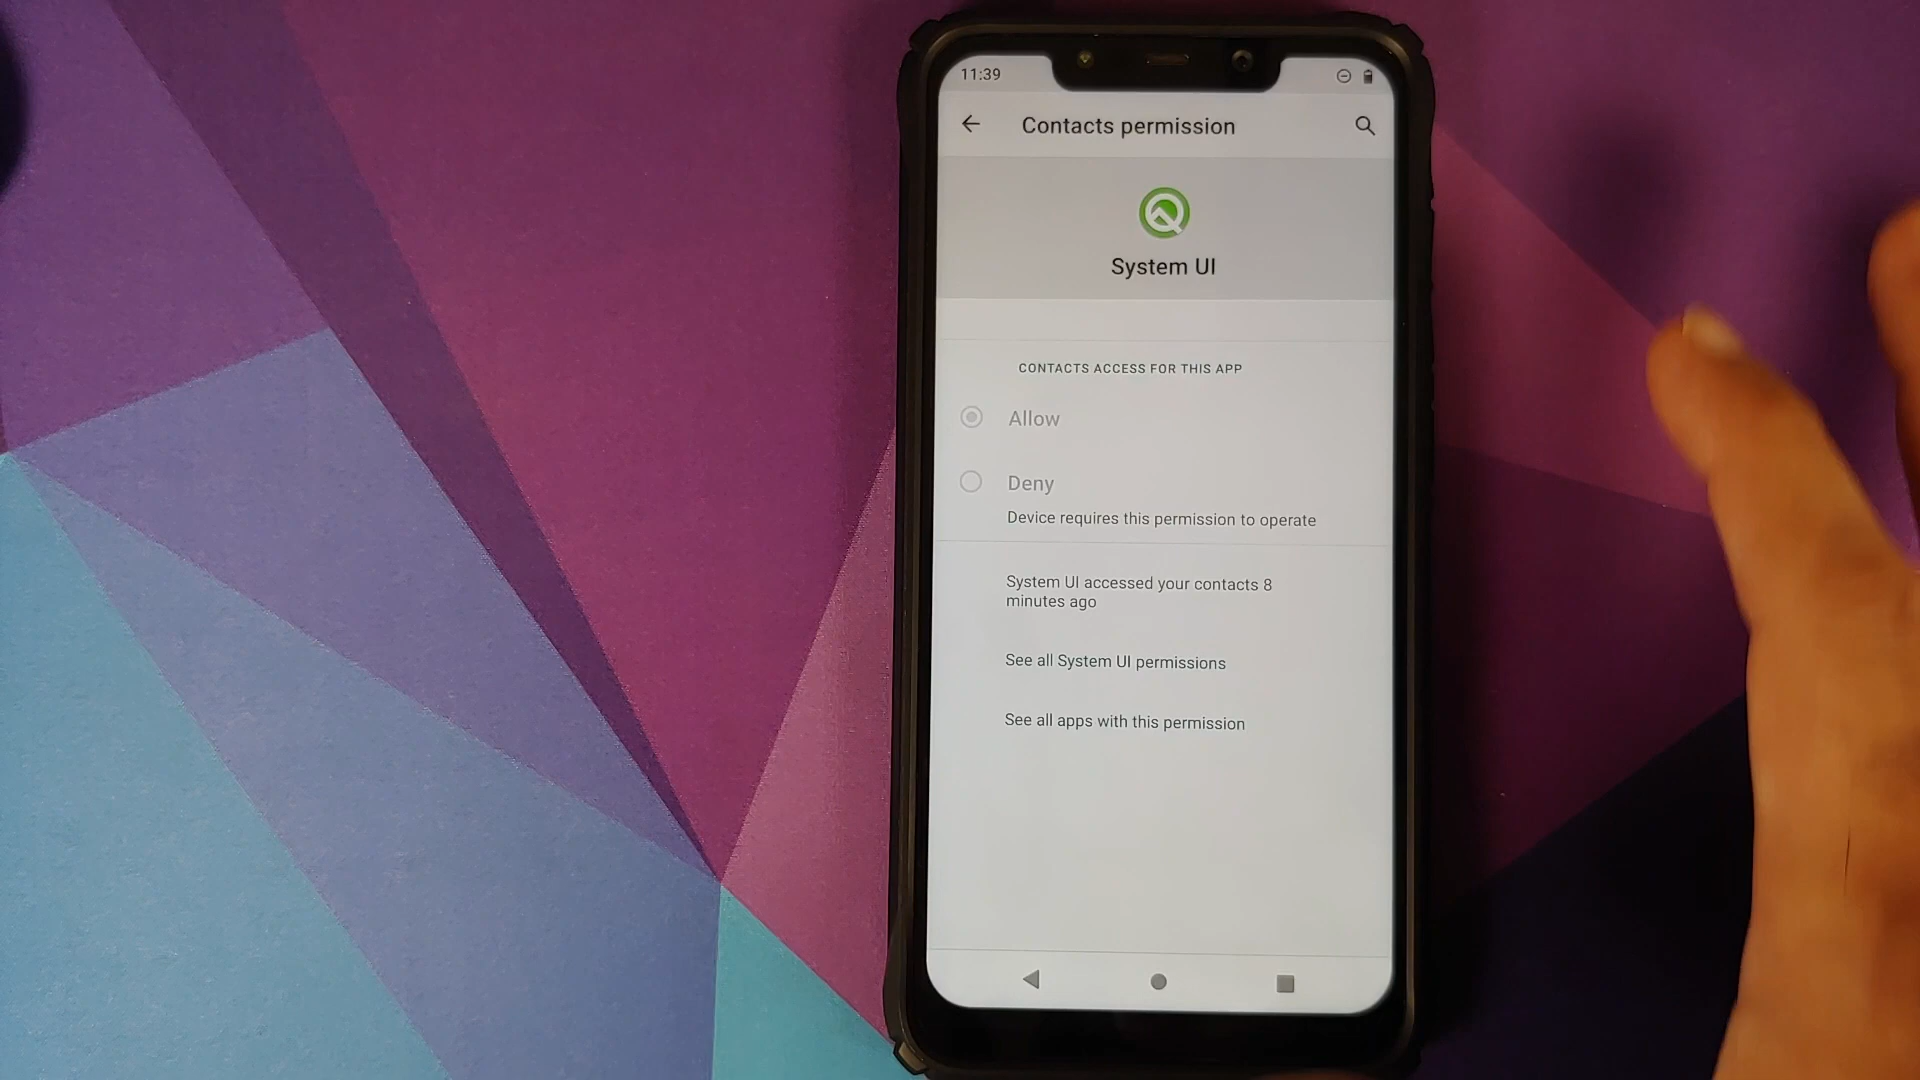 11:39
Contacts permission
System UI
CONTACTS ACCESS FOR THIS APP
Allow
Deny
Device requires this permission to operate
System UI accessed your contacts 8
minutes ago
See all System UI permissions
See all apps with this permission